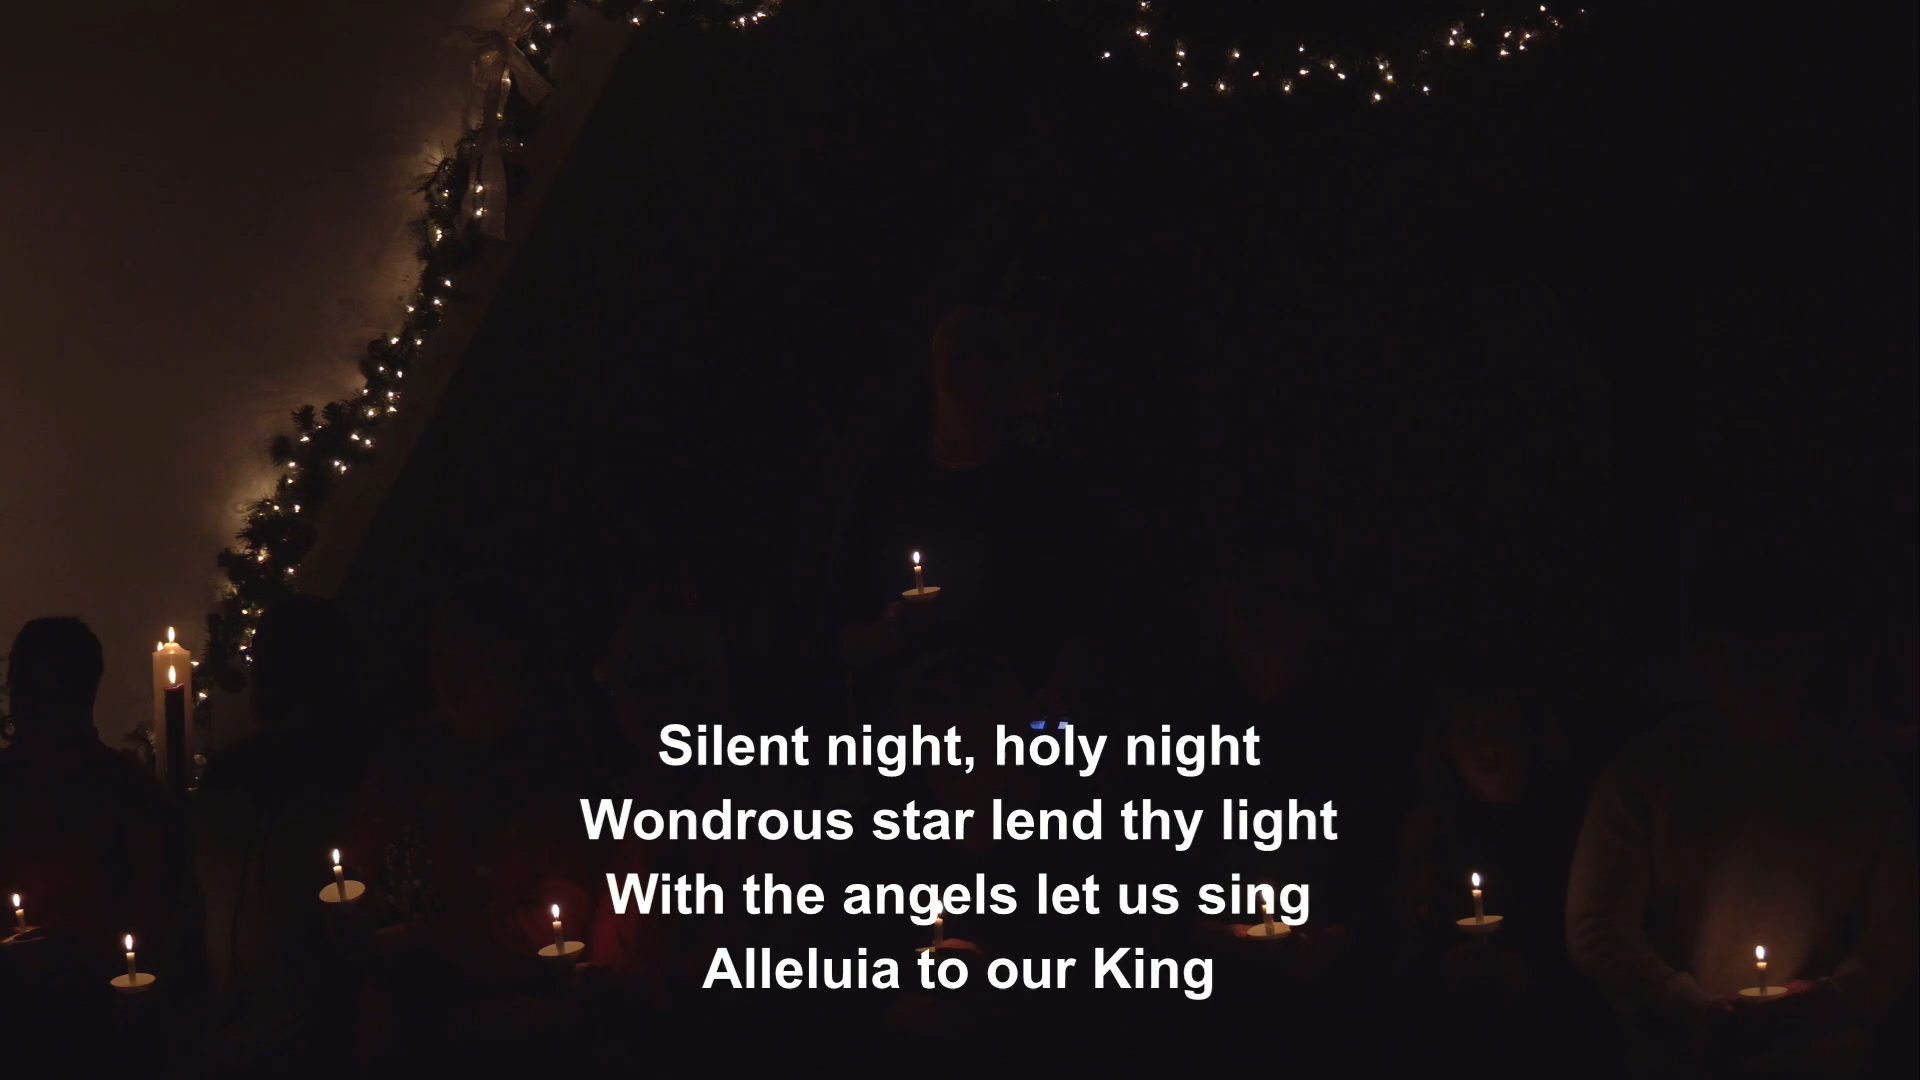 Silent night, holy night
Wondrous star lend thy light
With the angels let us sing
Alleluia to our King